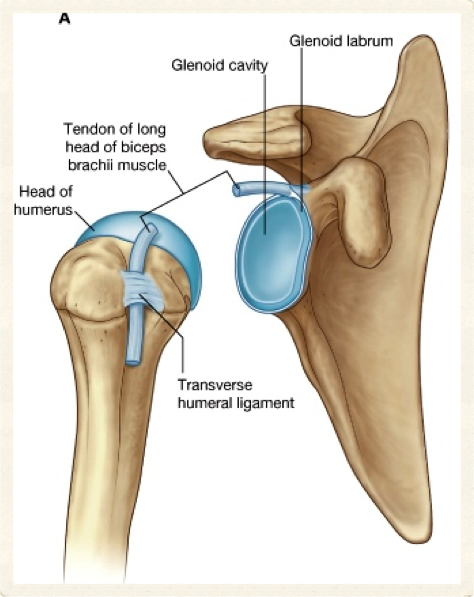 A
Glenoid labrum
Glenoid cavity
Tendon of long
head of biceps
brachii muscle
Head of
humerus
Transverse
humeral ligament